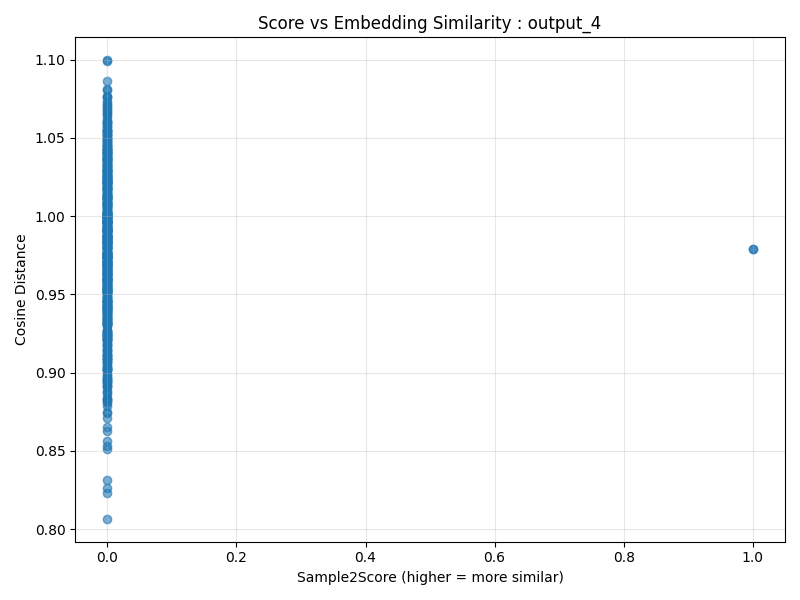 Score vs Embedding Similarity : output_4
Cosine Distance
1.10
1.05
1.00
0.95
0.90
0.85
0.80
0.0 0.2 0.4 0.6 0.8 1.0
Sample2Score (higher = more similar)